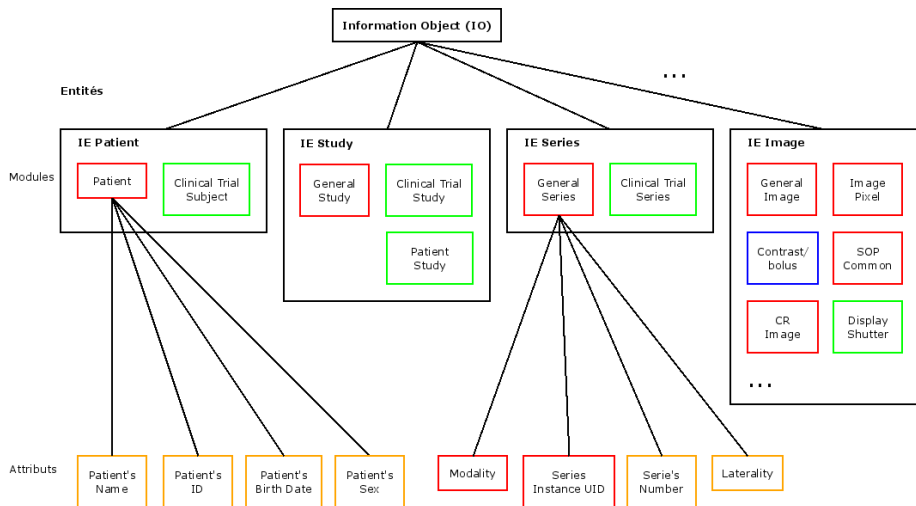 Information Object (IO)
...
Entités
IE Patient
IE Study
IE Series
IE Image
Modules
Patient
Clinical Trial
Subject
General
Study
Clinical Trial
Study
Patient
Study
General
Series
Clinical Trial
Series
General
Image
Image
Pixel
Contrast/
bolus
SOP
Common
CR
Image
Display
Shutter
...
Attributs
Patient's
Name
Patient's
ID
Patient's
Birth Date
Patient's
Sex
Modality
Series
Instance UID
Serie's
Number
Laterality